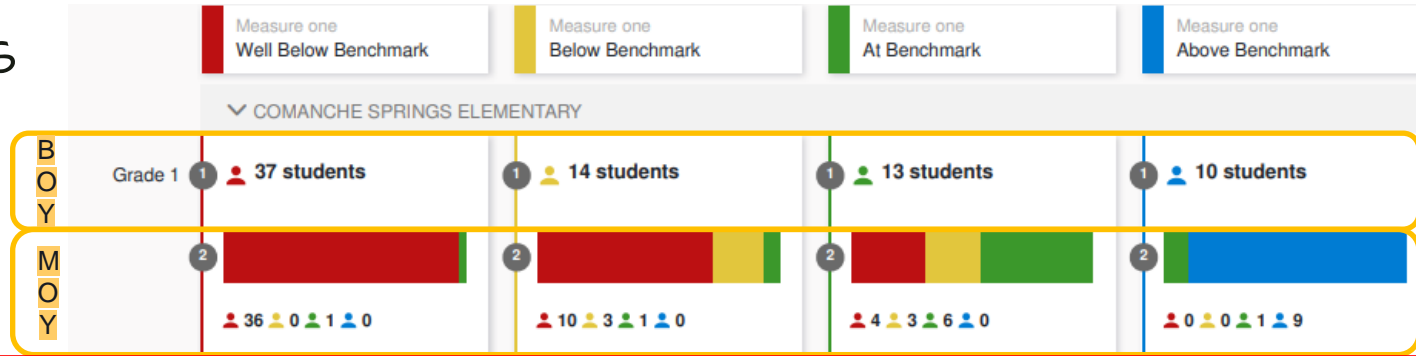 s
Measure one
Well Below Benchmark
Measure one
Below Benchmark
Measure one
At Benchmark
Measure one
Above Benchmark
COMANCHE SPRINGS ELEMENTARY
B
O
Y
Grade 1
1
37 students
1
14 students
1
13 students
1
10 students
M
O
Y
2
2
2
2
36 0 1 0
10 3 1 0
4 3 6 0
0 0 1 9